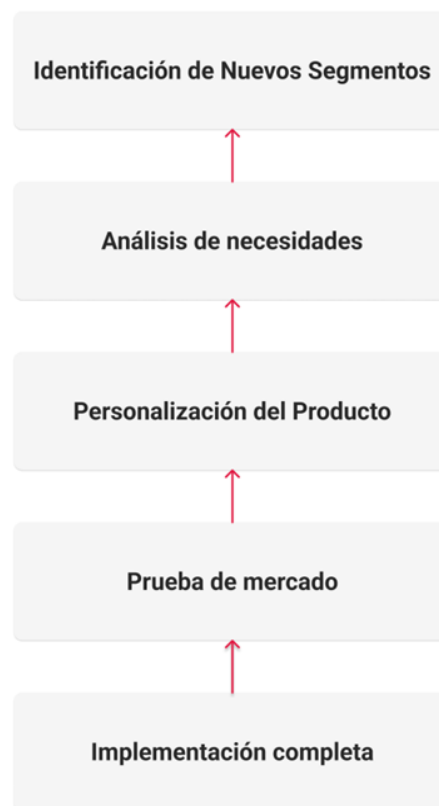 Identificación de Nuevos Segmentos
Análisis de necesidades
Personalización del Producto
Prueba de mercado
Implementación completa